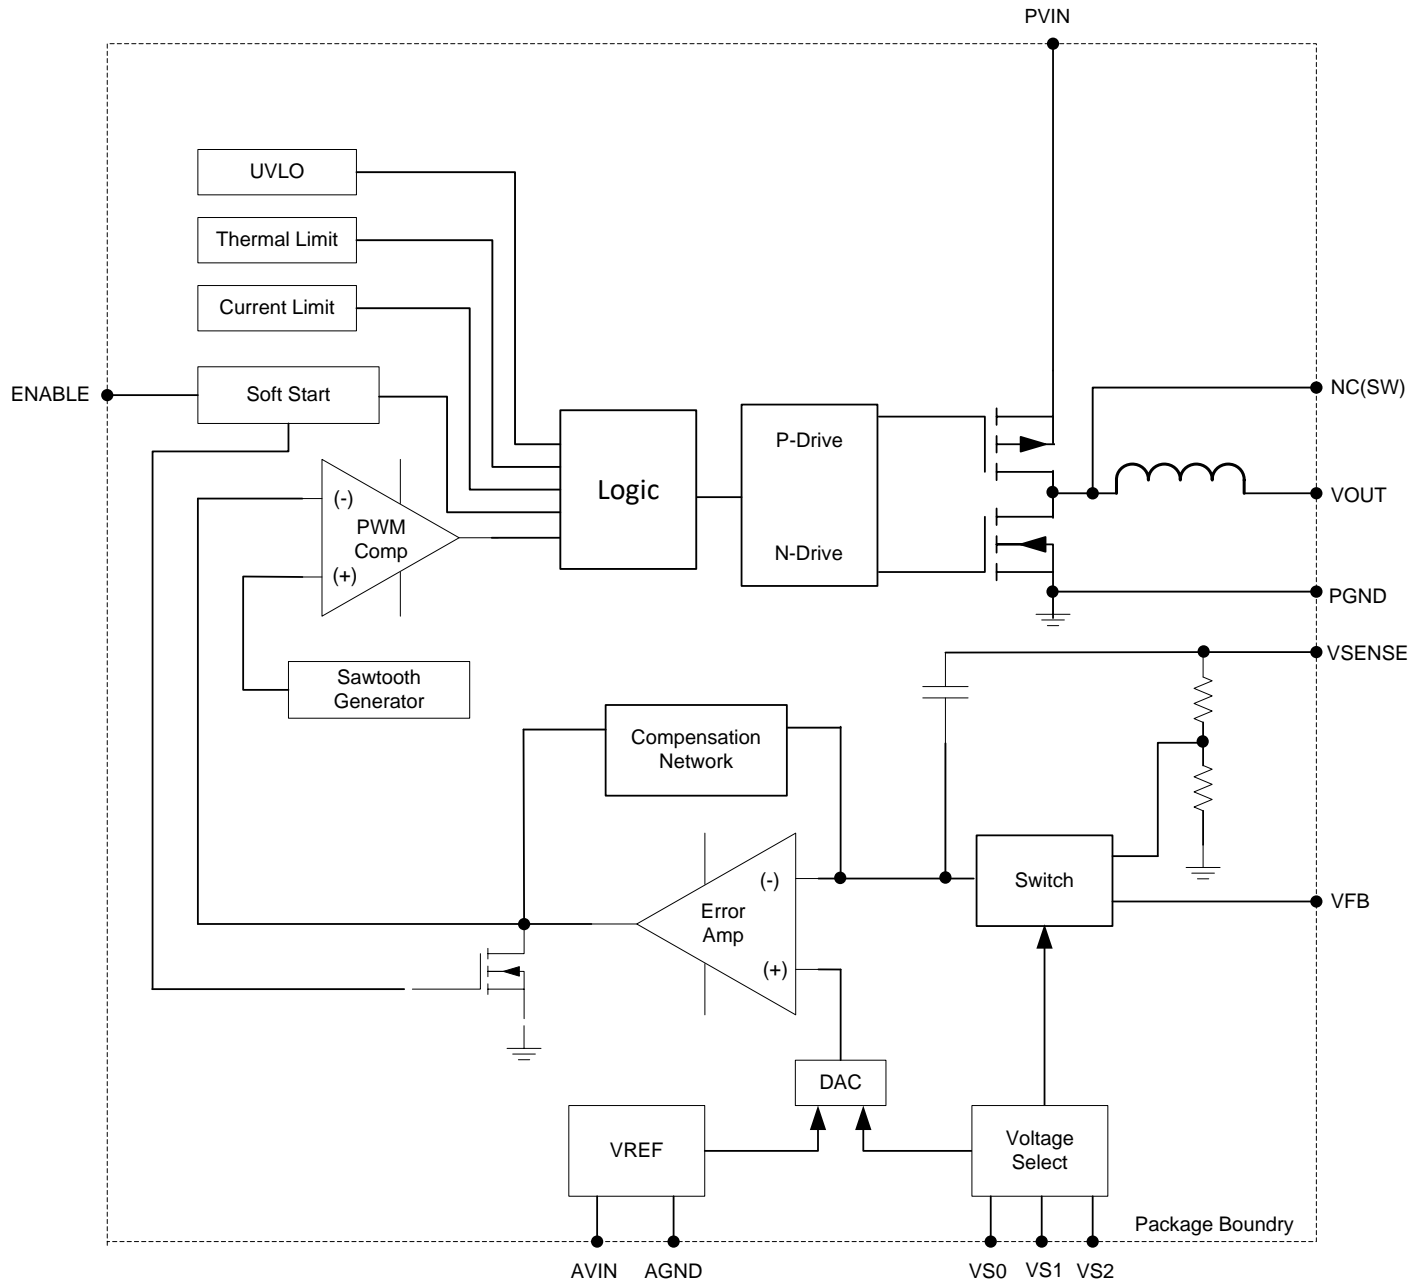 PVIN
UVLO
Thermal Limit
Current Limit
ENABLE
Soft Start
NC(SW)
P-Drive
Logic
(-)
PWM
Comp
(+)
N-Drive
VOUT
PGND
VSENSE
Sawtooth
Generator
Compensation
Network
Switch
(-)
Error
Amp
(+)
VFB
DAC
VREF
Voltage
Select
Package Boundry
AVIN
AGND
VS0
VS1
VS2